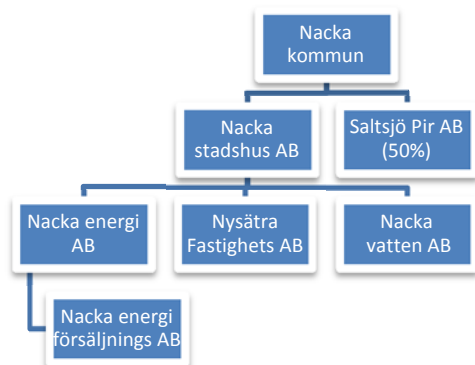 Nacka
kommun
Nacka
stadshus AB
Saltsjö Pir AB
(50%)
Nacka energi
AB
Nysätra
Fastighets AB
Nacka
vatten AB
Nacka energi
försäljnings AB